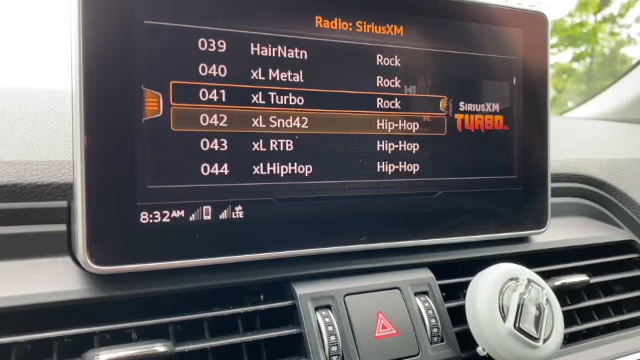 Radio: SiriusXM
039 HairNatn Rock
040 xL Metal Rock
041 xL Turbo Rock
042 xL Snd42 Hip-Hop
043 xL RTB Hip-Hop
044 xLHipHop Hip-Hop
SIRIUSXM
TURBO
8:32AM LTE